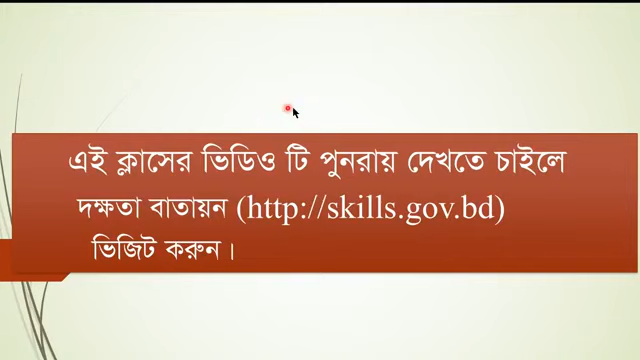 এই ক্লাসের ভিডিও টি পুনরায় দেখতে চাইলে
দক্ষতা বাতায়ন (http://skills.gov.bd)
ভিজিট করুন।